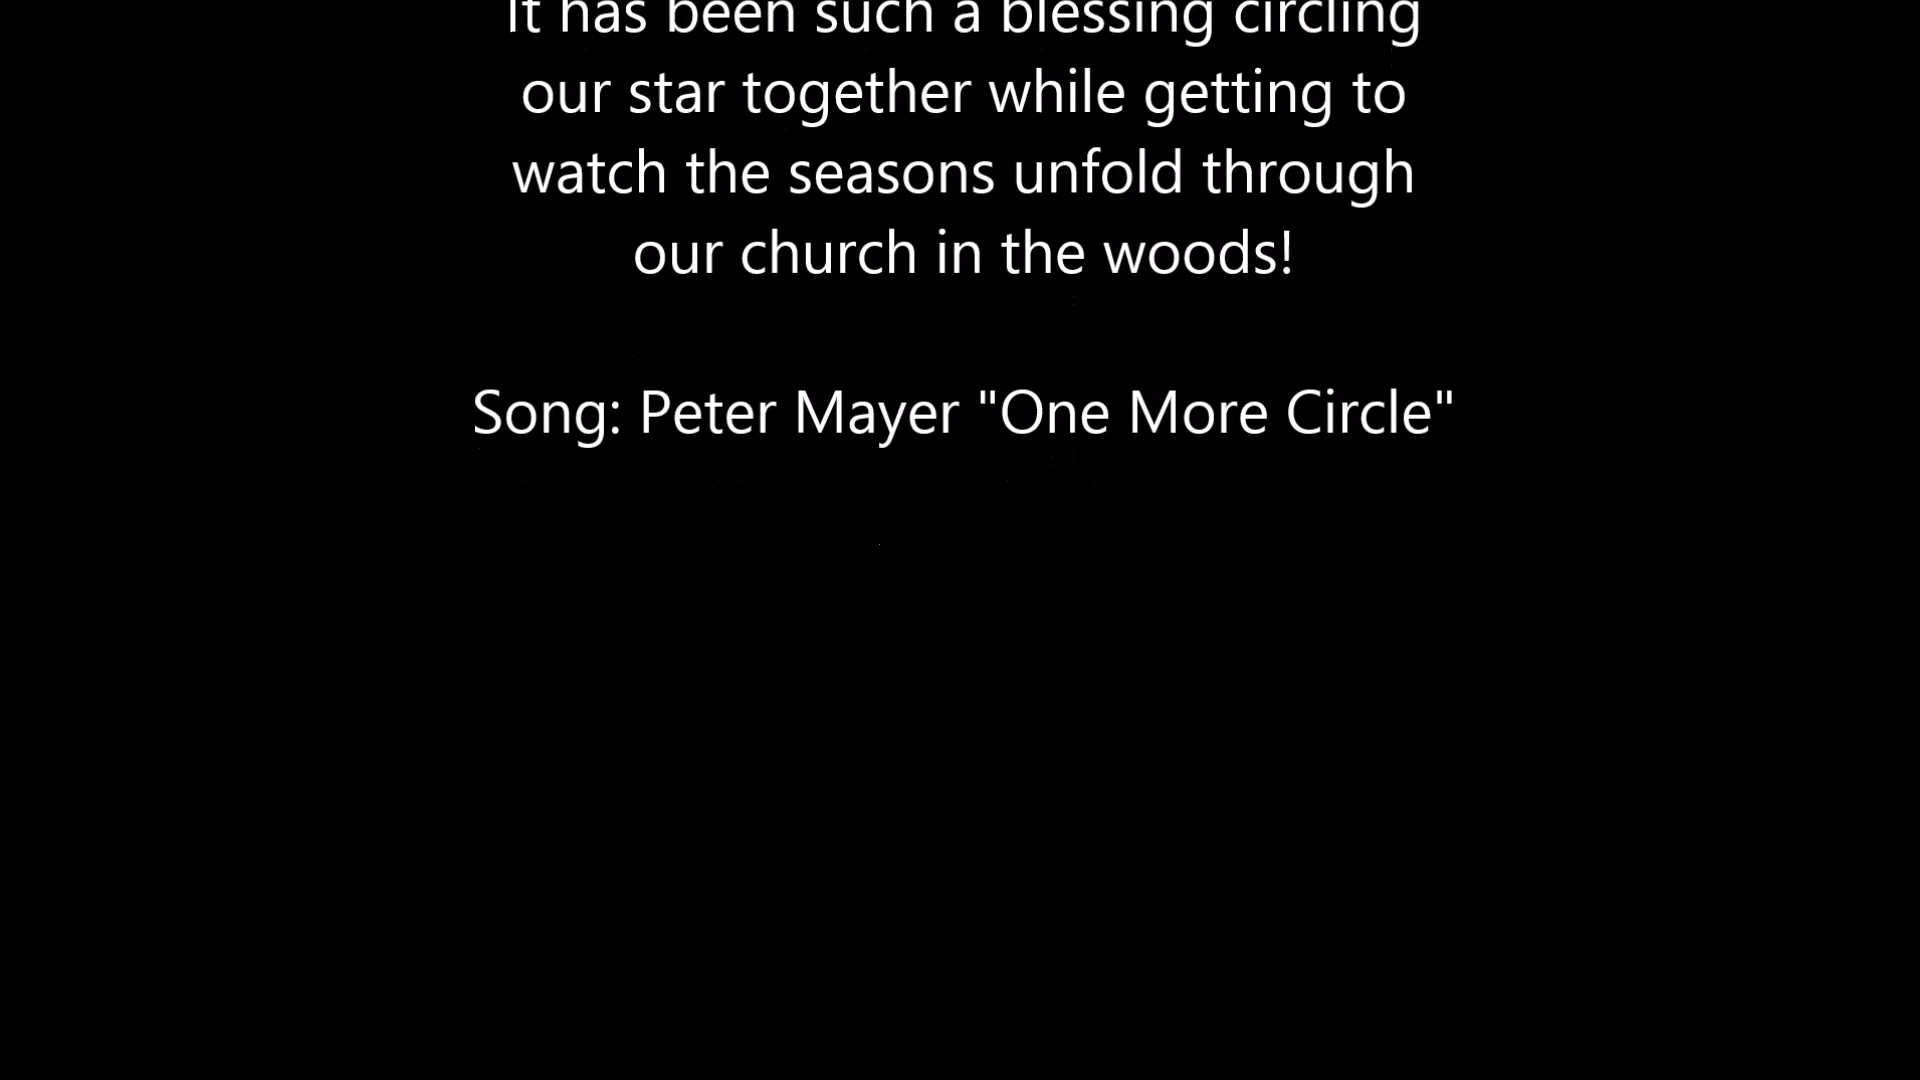 It has been such a blessing circling
our star together while getting to
watch the seasons unfold through
our church in the woods!
Song: Peter Mayer "One More Circle"